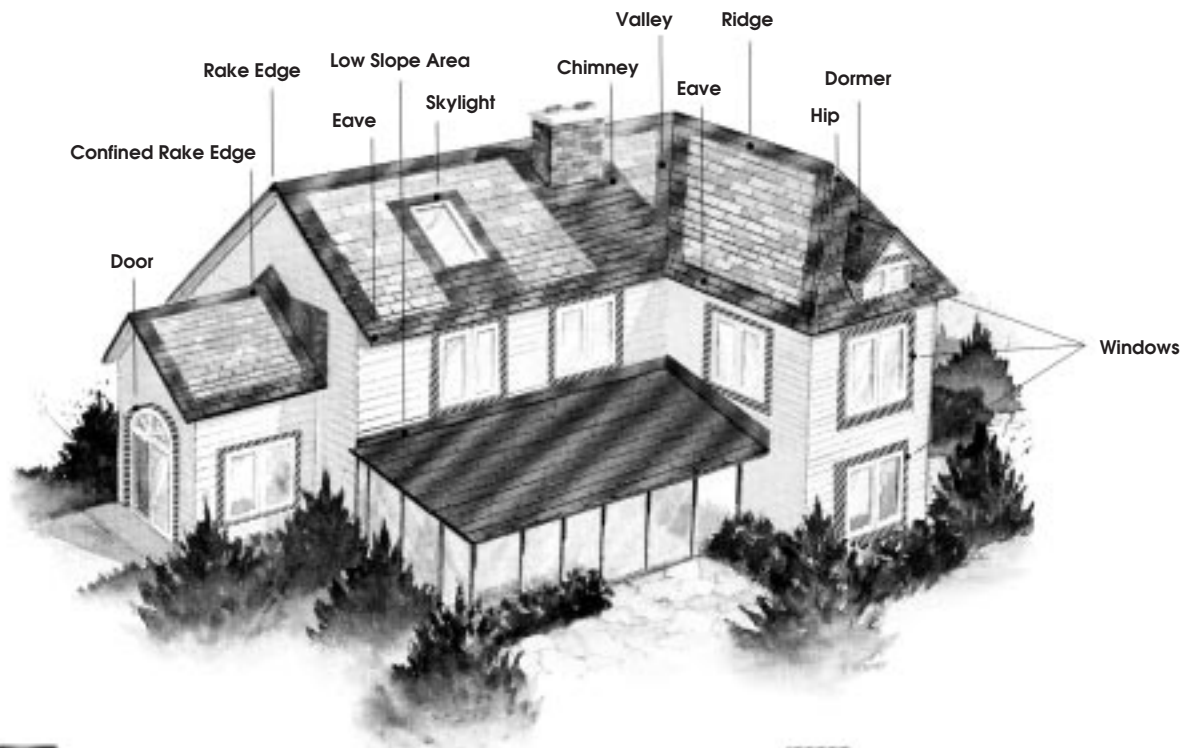 Valley
Ridge
Rake Edge
Low Slope Area
Chimney
Dormer
Eave
Skylight
Eave
Hip
Confined Rake Edge
Door
Windows